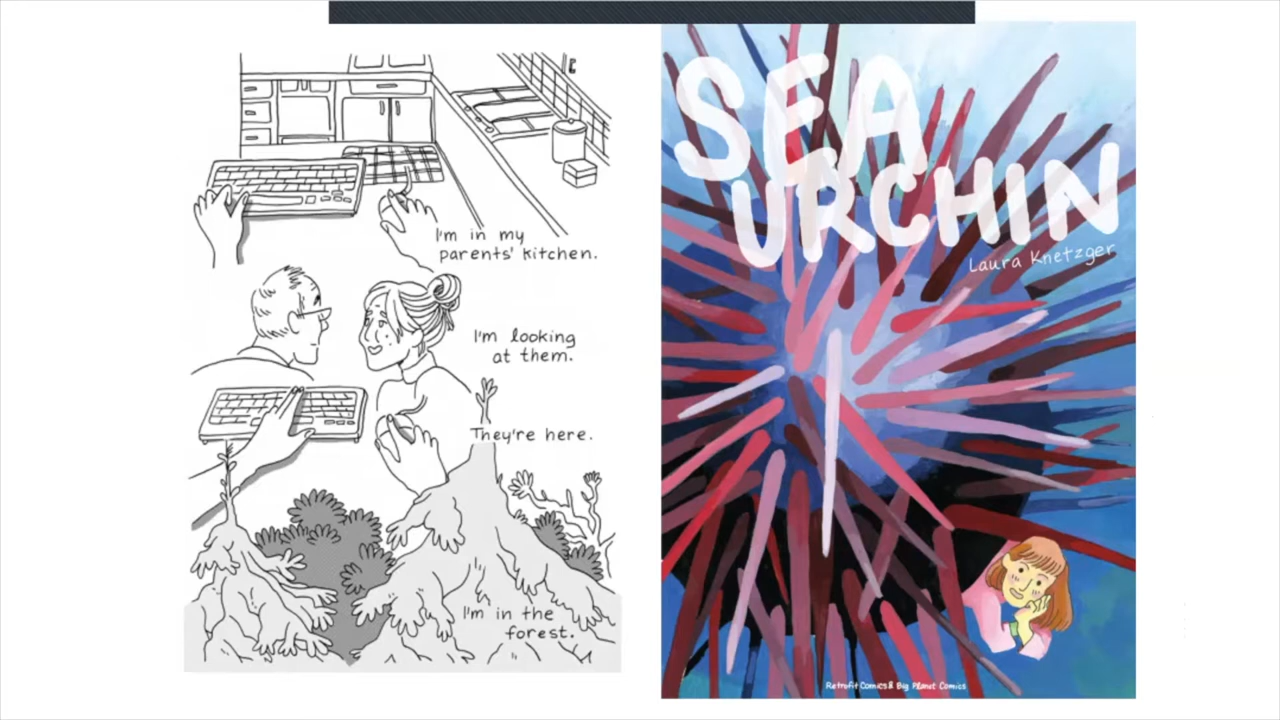 I'm in my
parents' kitchen.
I'm looking
at them.
They're here.
I'm in the
forest.
SEA
URCHIN
Laura Knetzger
Retrofit Comics & Big Planet Comics